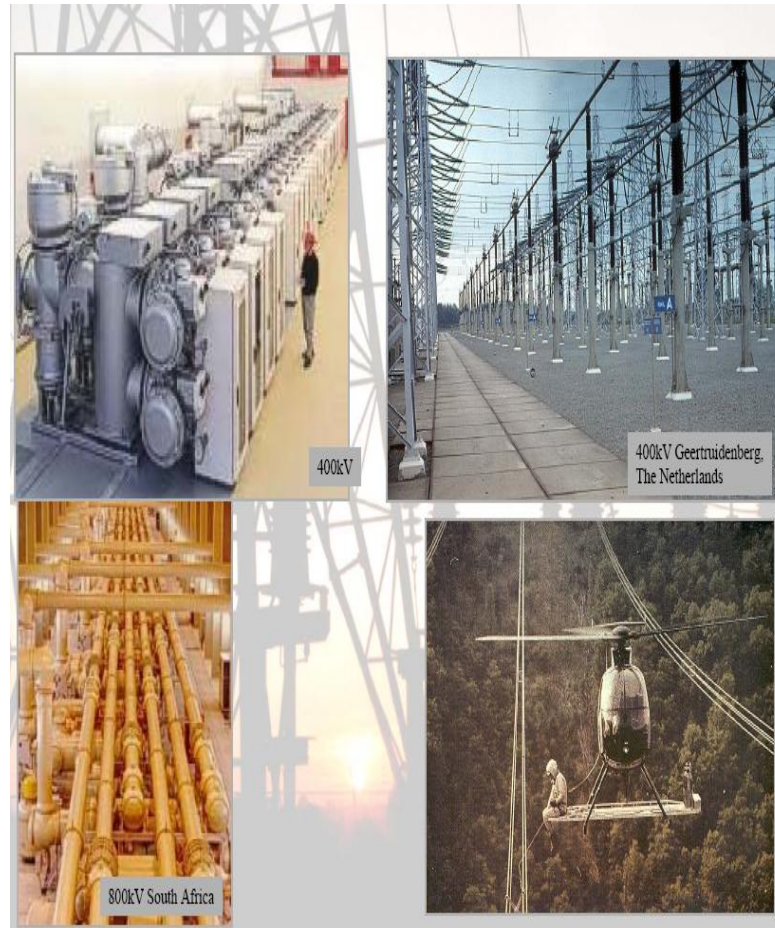 400kV
400kV Geertruidenberg,
The Netherlands
A
800kV South Africa